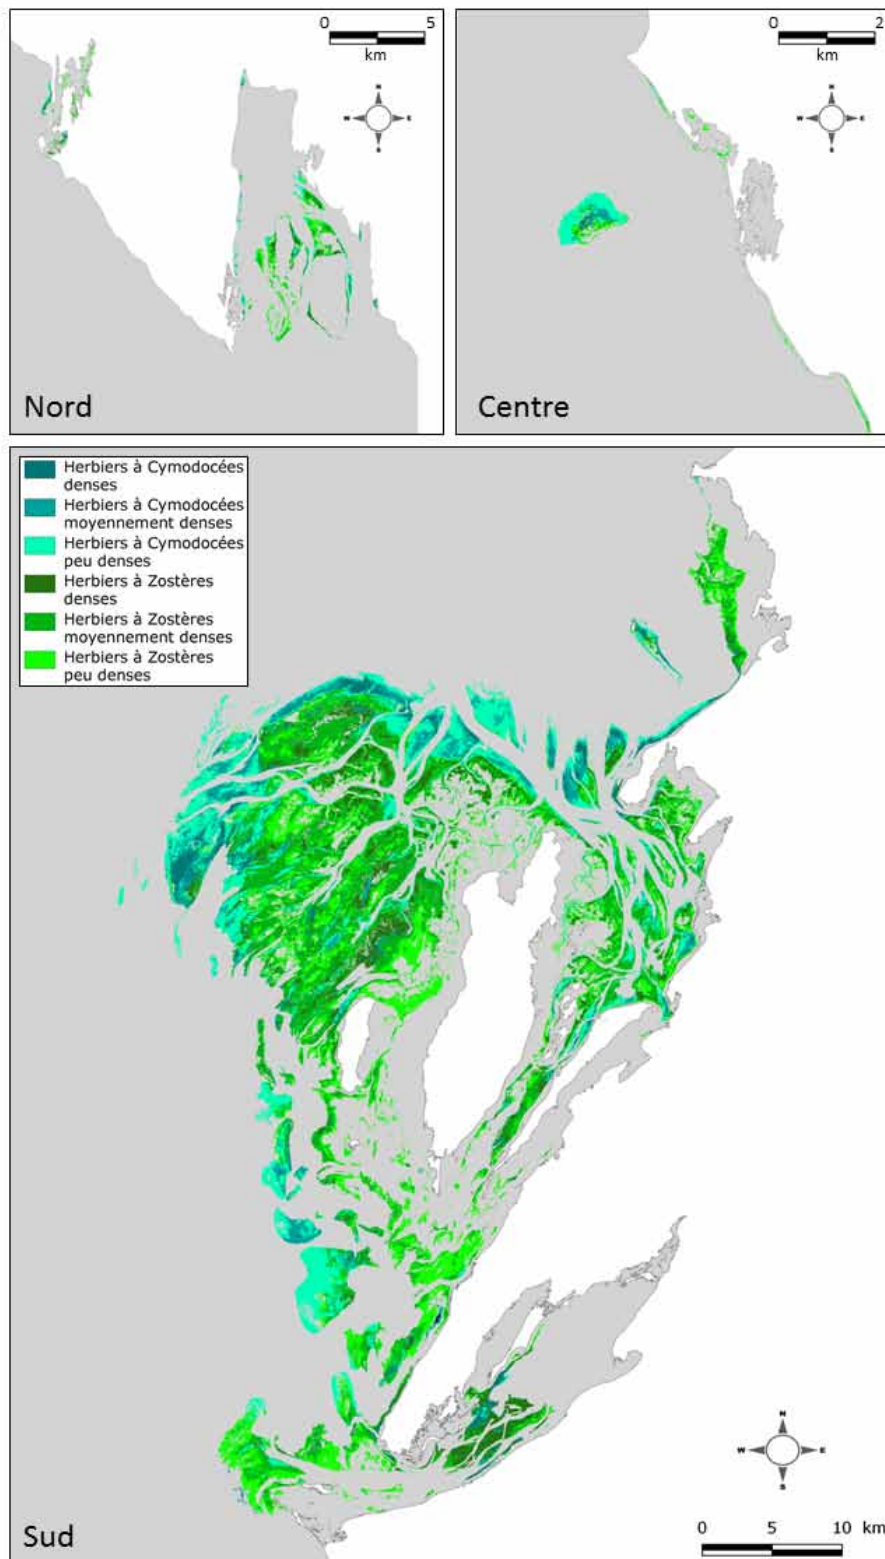 0 5
km
N
W E
S
Nord
0 2
km
N
W E
S
Centre
Herbiers à Cymodocées
denses
Herbiers à Cymodocées
moyennement denses
Herbiers à Cymodocées
peu denses
Herbiers à Zostères
denses
Herbiers à Zostères
moyennement denses
Herbiers à Zostères
peu denses
N
W E
S
Sud
0 5 10 km